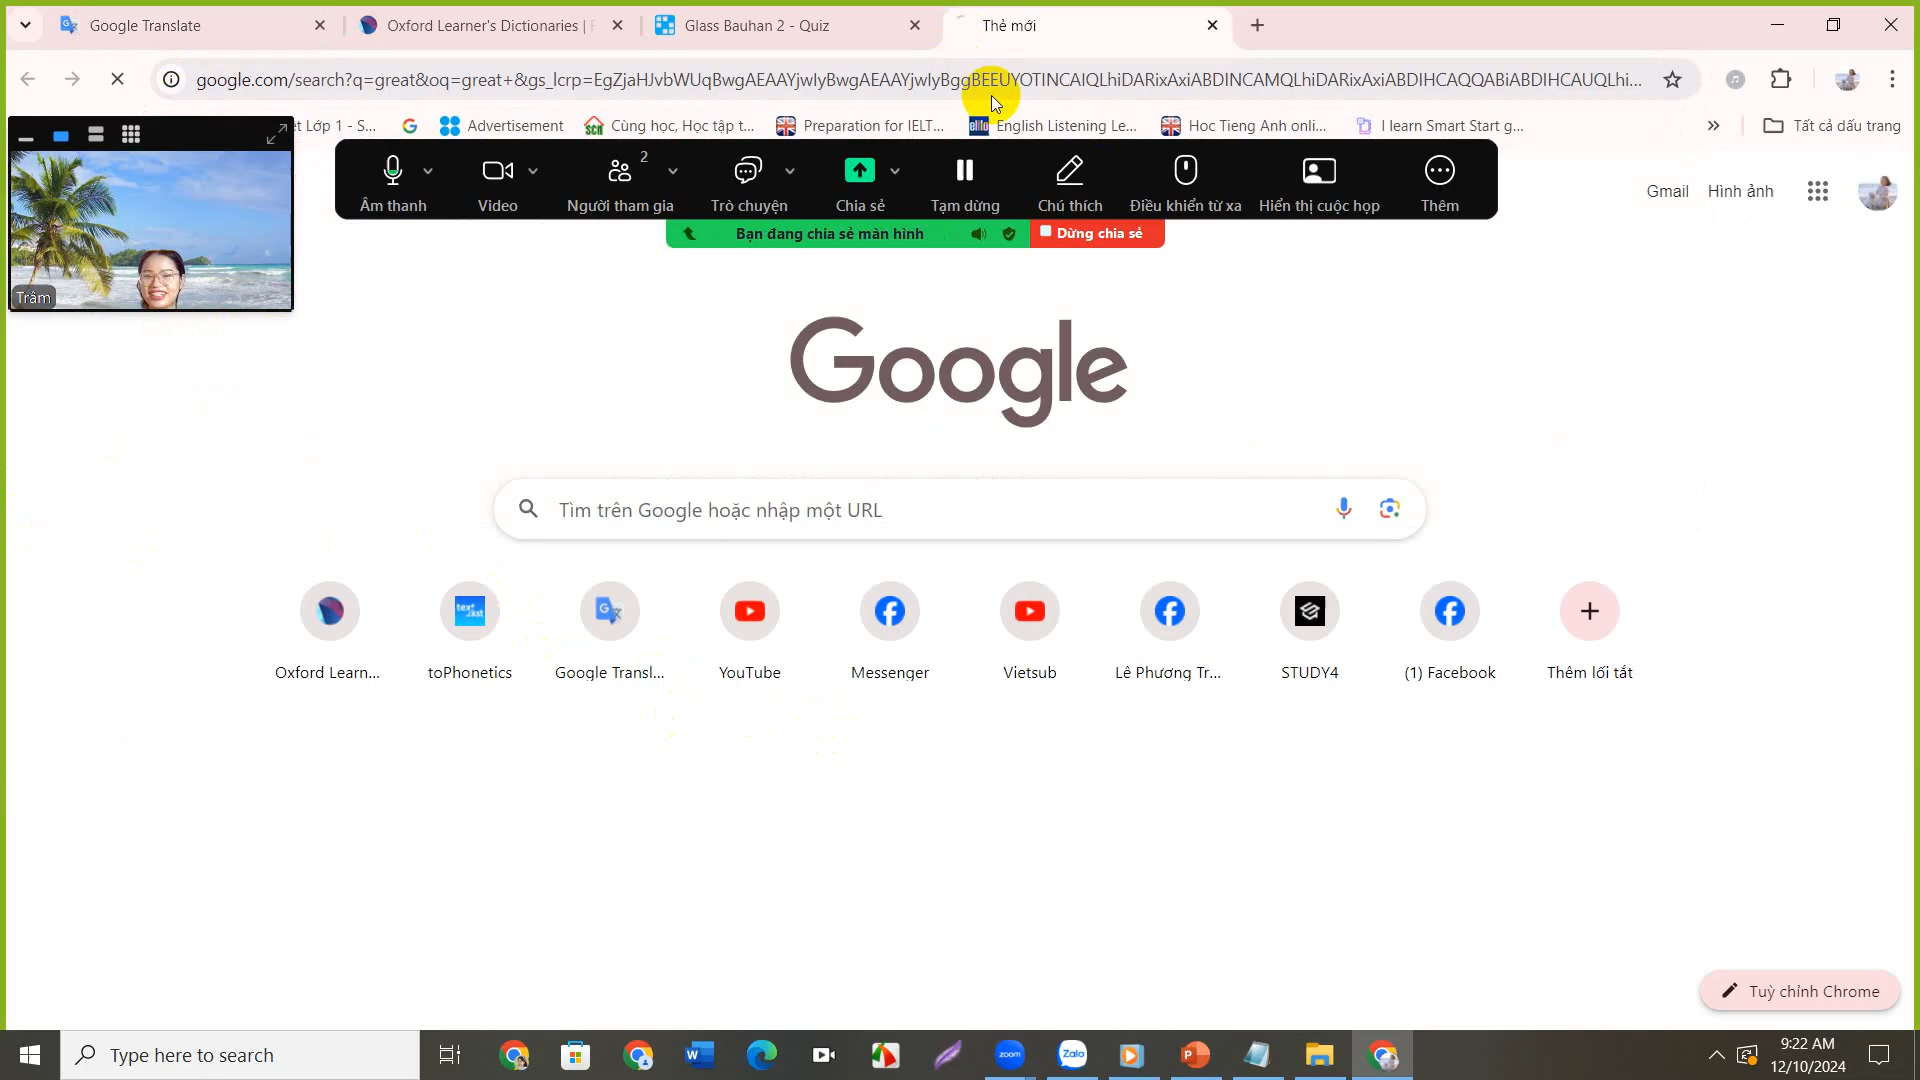 Google Translate
Oxford Learner's Dictionaries |
Glass Bauhan 2 - Quiz
Thẻ mới
google.com/search?q=great&oq=great+&gs_lcrp=EgZjaHJvbWUqBwgAEAAYjwIyBwgAEAAYjwIyBggBEEUYOTINCAIQLhiDARixAxiABDINCAMQLhiDARixAxiABDIHCAQQABiABDIHCAUQLhi...
ết Lớp 1 - S...
Advertisement
Cùng học, Học tập t...
Preparation for IELT...
English Listening Le...
Hoc Tieng Anh onli...
I learn Smart Start g...
Tất cả dấu trang
Âm thanh
Video
Người tham gia
2
Trò chuyện
Chia sẻ
Tạm dừng
Chú thích
Điều khiển từ xa
Hiển thị cuộc họp
Thêm
Bạn đang chia sẻ màn hình
Dừng chia sẻ
Gmail
Hình ảnh
Trâm
Google
Tìm trên Google hoặc nhập một URL
Oxford Learn...
toPhonetics
Google Transl...
YouTube
Messenger
Vietsub
Lê Phương Tr...
STUDY4
(1) Facebook
Thêm lối tắt
Tuỳ chỉnh Chrome
Type here to search
zoom
Zalo
9:22 AM
12/10/2024